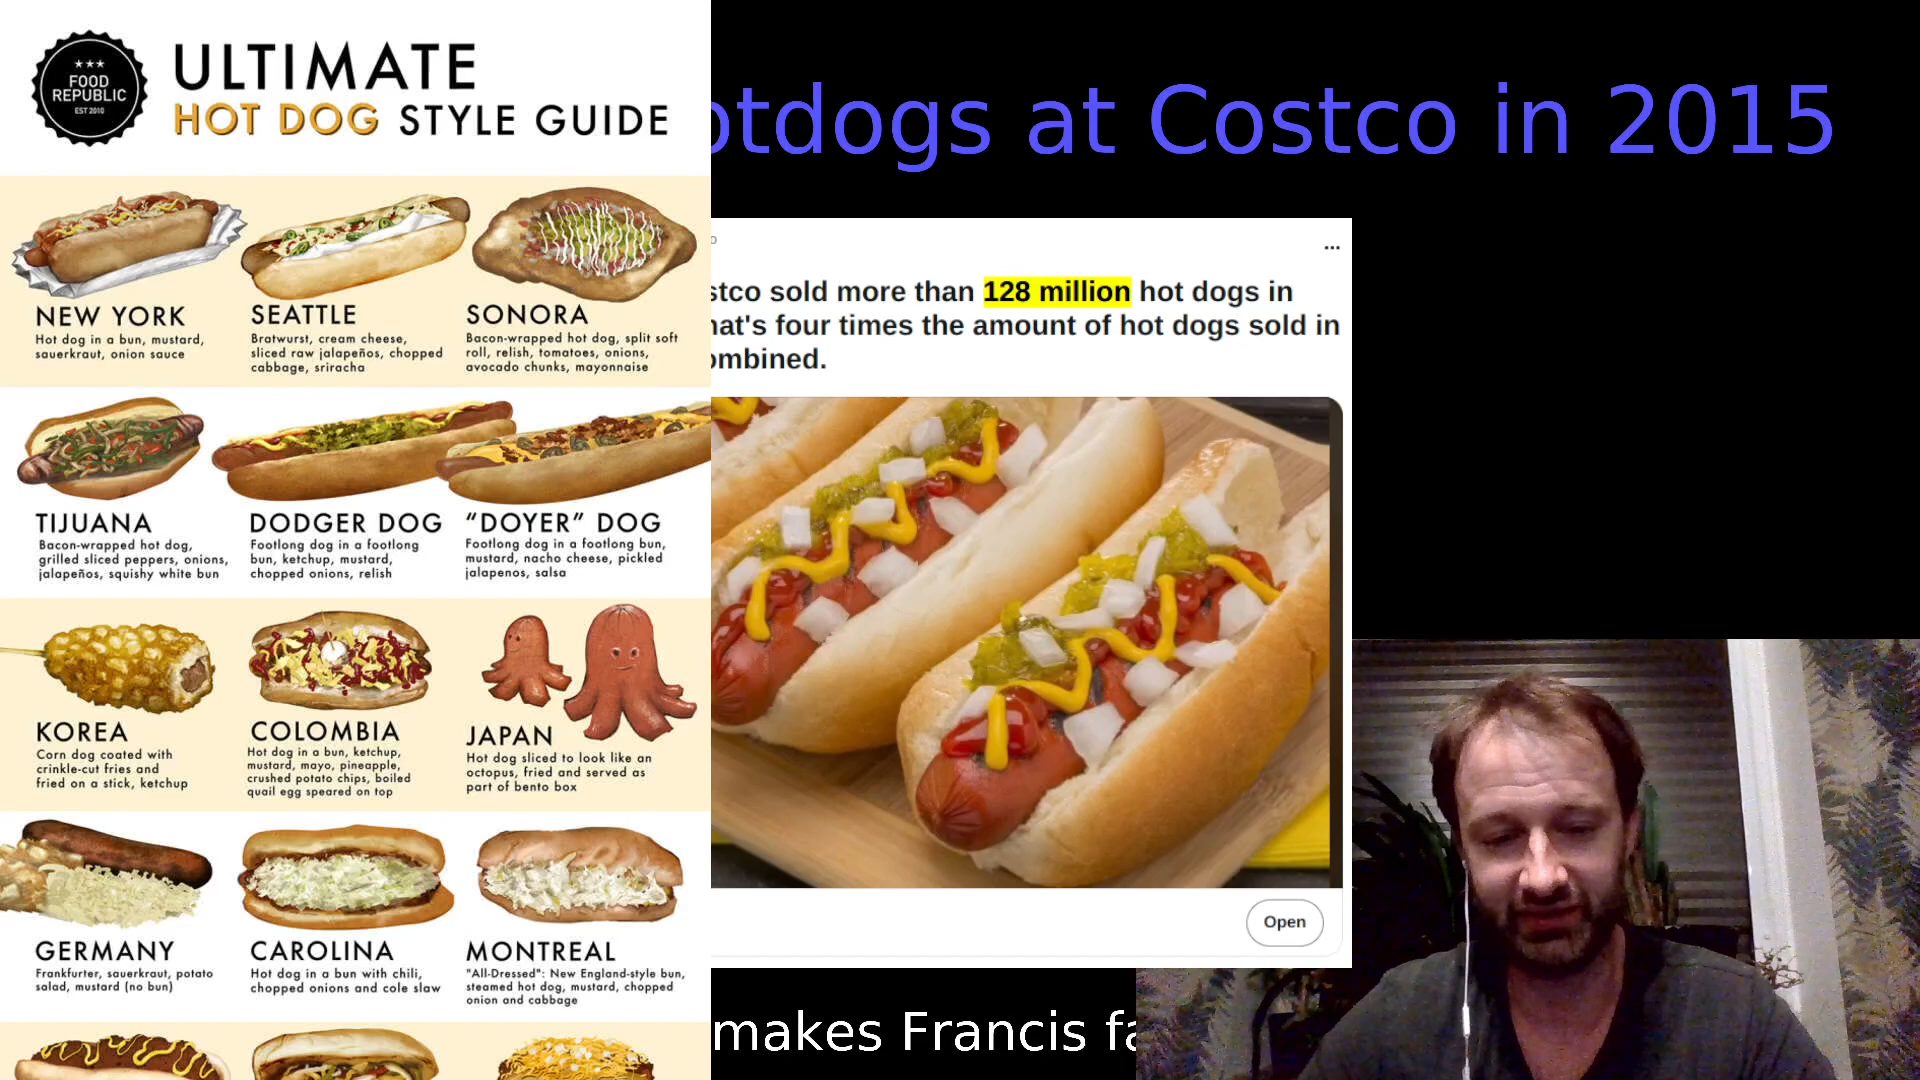 FOOD
REPUBLIC
EST 2010
ULTIMATE
HOT DOG STYLE GUIDE
otdogs at Costco in 2015
NEW YORK
Hot dog in a bun, mustard,
sauerkraut, onion sauce
SEATTLE
Bratwurst, cream cheese,
sliced raw jalapeños, chopped
cabbage, sriracha
SONORA
Bacon-wrapped hot dog, split soft
roll, relish, tomatoes, onions,
avocado chunks, mayonnaise
TIJUANA
Bacon-wrapped hot dog,
grilled sliced peppers, onions,
jalapeños, squishy white bun
DODGER DOG
Footlong dog in a footlong
bun, ketchup, mustard,
chopped onions, relish
“DOYER” DOG
Footlong dog in a footlong bun,
mustard, nacho cheese, pickled
jalapenos, salsa
KOREA
Corn dog coated with
crinkle-cut fries and
fried on a stick, ketchup
COLOMBIA
Hot dog in a bun, ketchup,
mustard, mayo, pineapple,
crushed potato chips, boiled
quail egg speared on top
JAPAN
Hot dog sliced to look like an
octopus, fried and served as
part of bento box
GERMANY
Frankfurter, sauerkraut, potato
salad, mustard (no bun)
CAROLINA
Hot dog in a bun with chili,
chopped onions and cole slaw
MONTREAL
"All-Dressed": New England-style bun,
steamed hot dog, mustard, chopped
onion and cabbage
...
stco sold more than 128 million hot dogs in
hat's four times the amount of hot dogs sold in
ombined.
Open
makes Francis fa